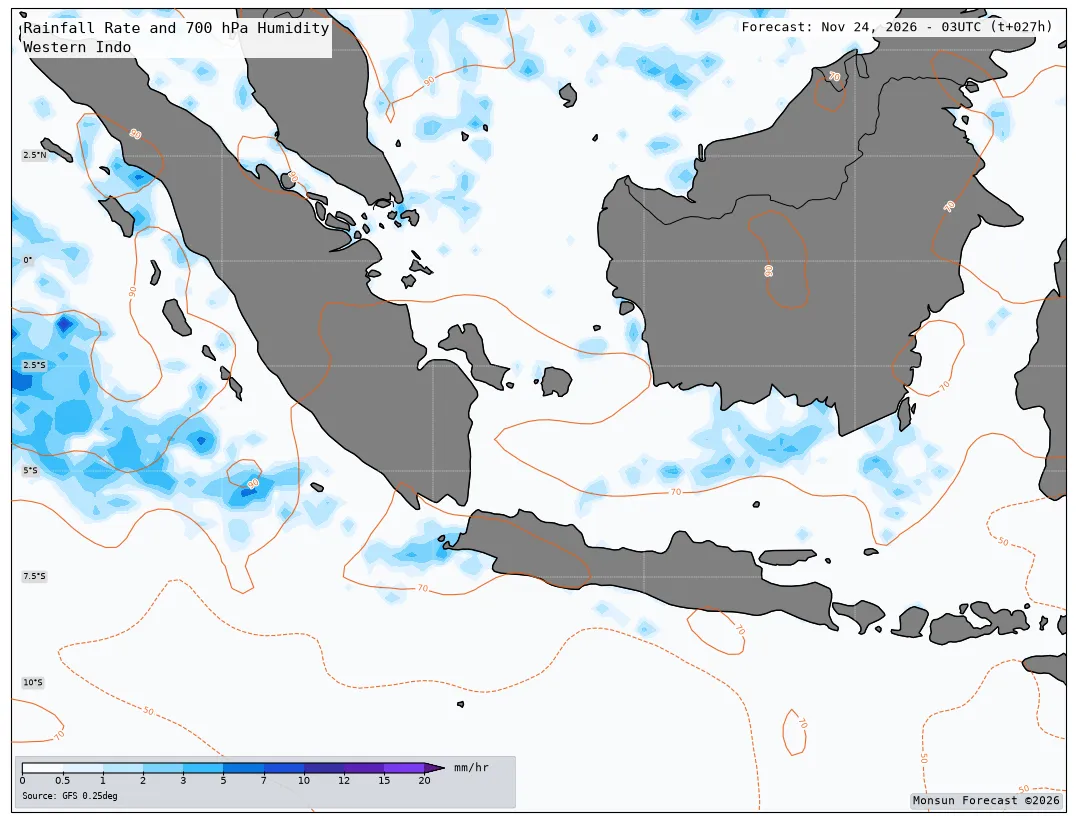 Rainfall Rate and 700 hPa Humidity
Western Indo
Forecast: Nov 24, 2026 - 03UTC (t+027h)
90
70
90
2.5°N
90
70
0°
90
90
2.5°S
70
5°S
90
70
50
7.5°S
70
70
10°S
50
70
70
50
50
0
0.5
1
2
3
5
7
10
12
15
20
mm/hr
Source: GFS 0.25deg
Monsun Forecast ©2026